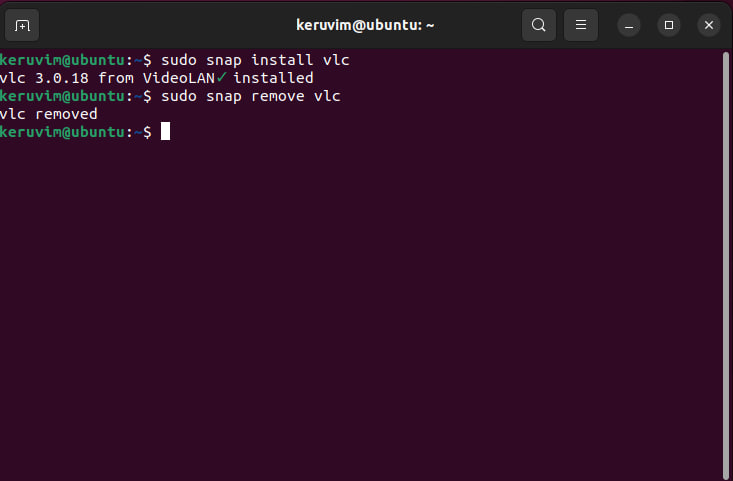 keruvim@ubuntu: ~
keruvim@ubuntu:~$ sudo snap install vlc
vlc 3.0.18 from VideoLAN✓ installed
keruvim@ubuntu:~$ sudo snap remove vlc
vlc removed
keruvim@ubuntu:~$